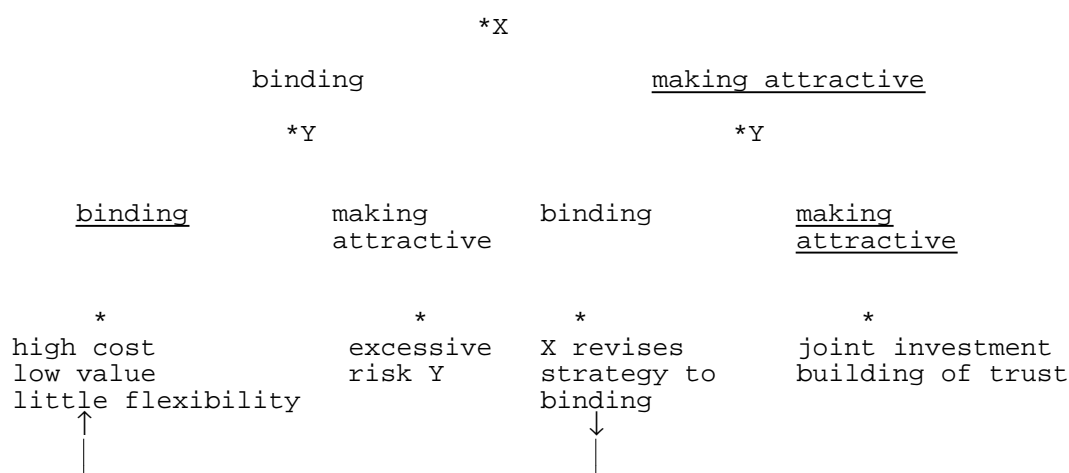 *X
binding making attractive
*Y *Y
binding making binding making
attractive attractive
* * * *
high cost excessive X revises joint investment
low value risk Y strategy to building of trust
little flexibility binding